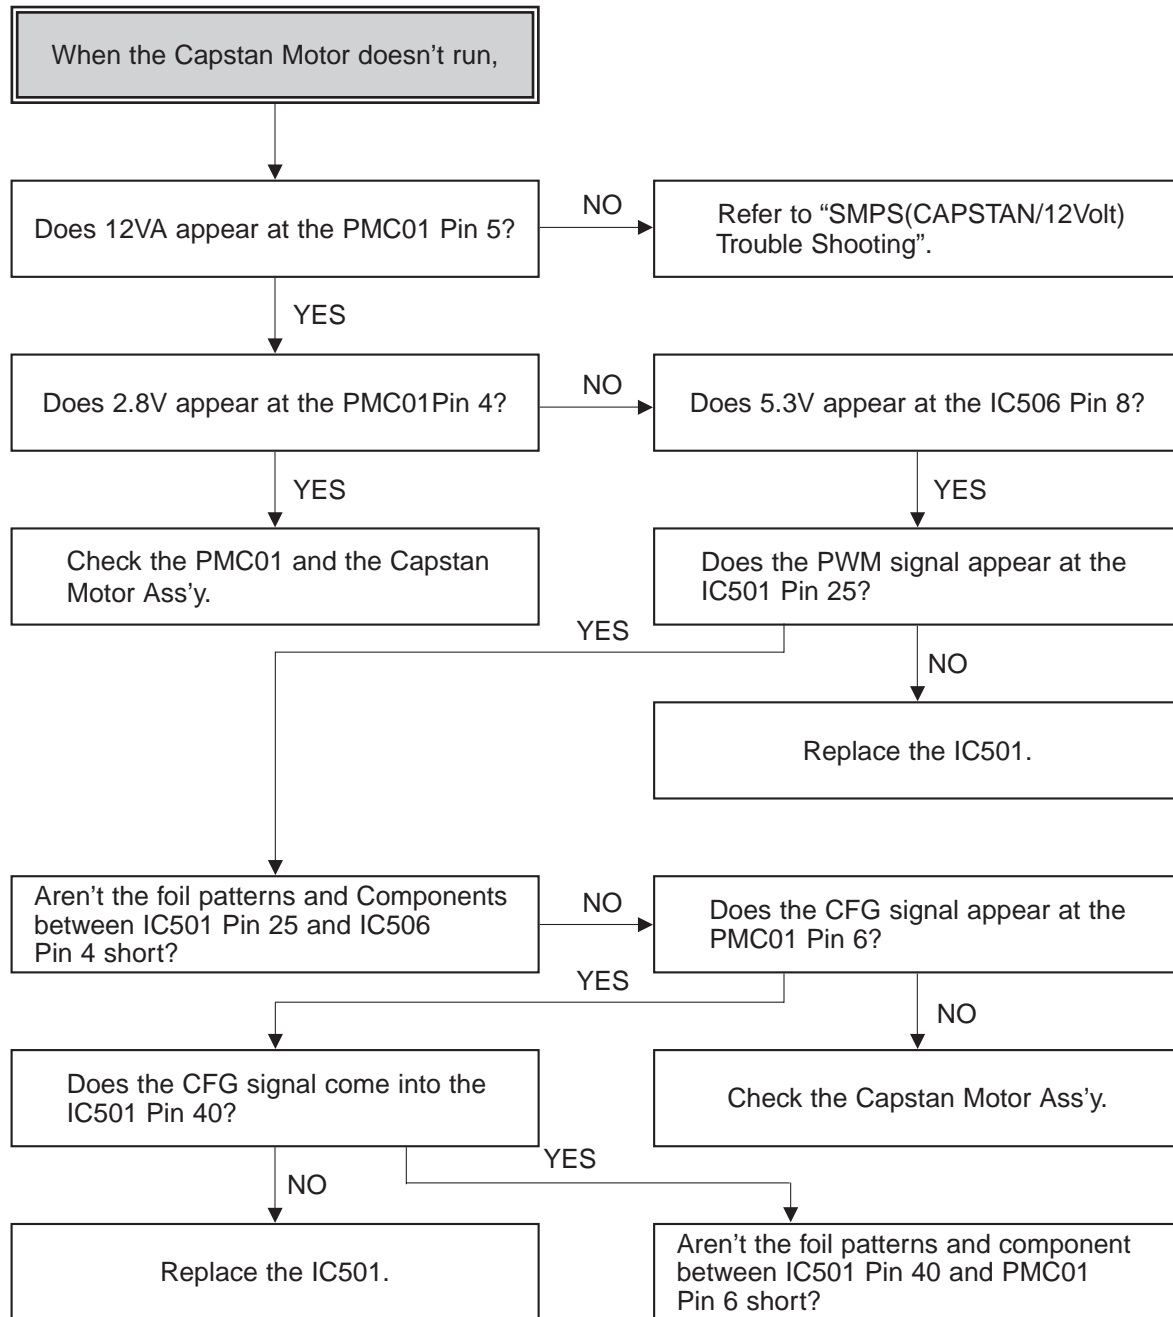 When the Capstan Motor doesn't run,
Does 12VA appear at the PMC01 Pin 5?
NO
Refer to “SMPS(CAPSTAN/12Volt)
Trouble Shooting”.
YES
Does 2.8V appear at the PMC01Pin 4?
NO
Does 5.3V appear at the IC506 Pin 8?
YES
YES
Check the PMC01 and the Capstan
Motor Ass'y.
Does the PWM signal appear at the
IC501 Pin 25?
YES
NO
Replace the IC501.
Aren't the foil patterns and Components
between IC501 Pin 25 and IC506
Pin 4 short?
NO
Does the CFG signal appear at the
PMC01 Pin 6?
YES
NO
Does the CFG signal come into the
IC501 Pin 40?
Check the Capstan Motor Ass'y.
YES
NO
Replace the IC501.
Aren't the foil patterns and component
between IC501 Pin 40 and PMC01
Pin 6 short?